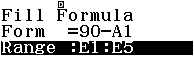 Fill Formula
Form =90-A1
Range :E1:E5